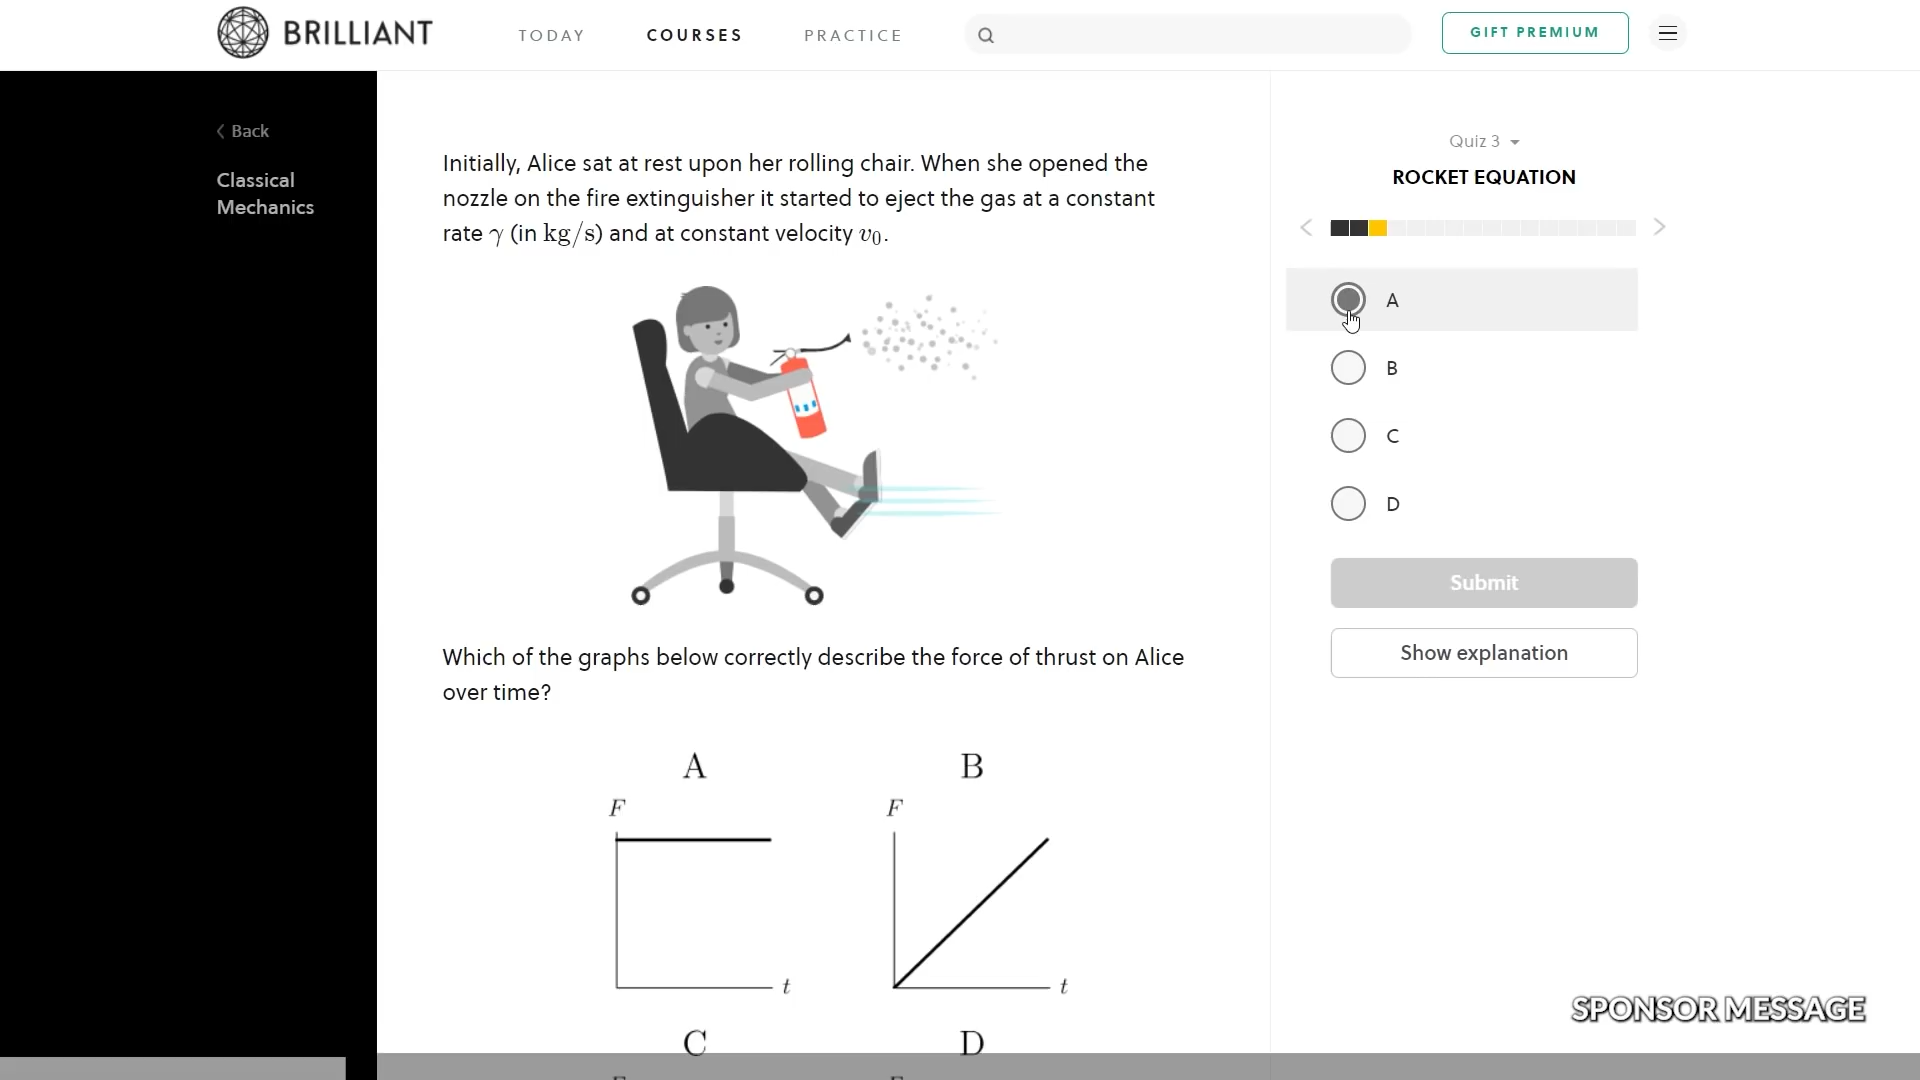 BRILLIANT
TODAY
COURSES
PRACTICE
GIFT PREMIUM
Back
Classical
Mechanics
Initially, Alice sat at rest upon her rolling chair. When she opened the
nozzle on the fire extinguisher it started to eject the gas at a constant
rate γ (in kg/s) and at constant velocity v₀.
Which of the graphs below correctly describe the force of thrust on Alice
over time?
A
B
F
F
t
t
C
D
Quiz 3
ROCKET EQUATION
A
B
C
D
Submit
Show explanation
SPONSOR MESSAGE